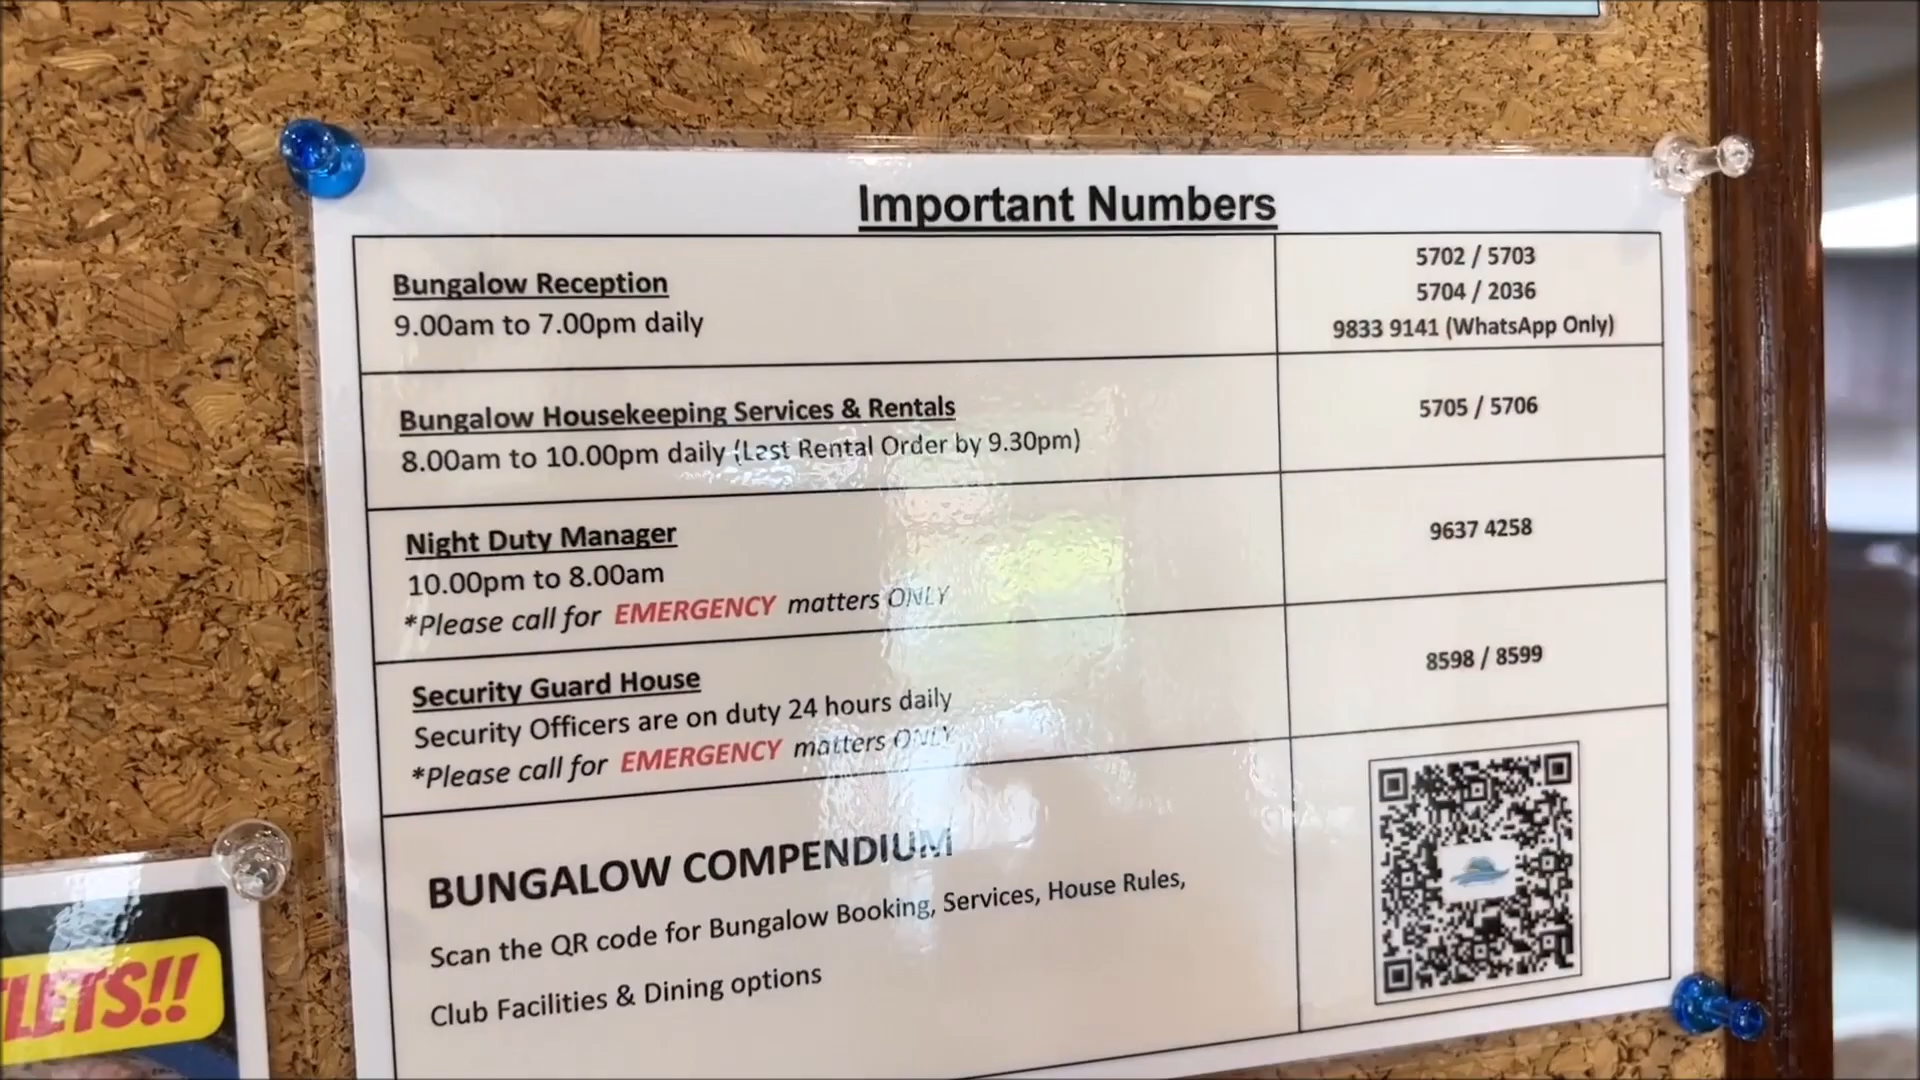 Important Numbers
Bungalow Reception
9.00am to 7.00pm daily
5702 / 5703
5704 / 2036
9833 9141 (WhatsApp Only)
Bungalow Housekeeping Services & Rentals
8.00am to 10.00pm daily (Last Rental Order by 9.30pm)
5705 / 5706
Night Duty Manager
10.00pm to 8.00am
*Please call for EMERGENCY matters ONLY
9637 4258
Security Guard House
Security Officers are on duty 24 hours daily
*Please call for EMERGENCY matters ONLY
8598 / 8599
BUNGALOW COMPENDIUM
Scan the QR code for Bungalow Booking, Services, House Rules,
Club Facilities & Dining options
TLETS!!